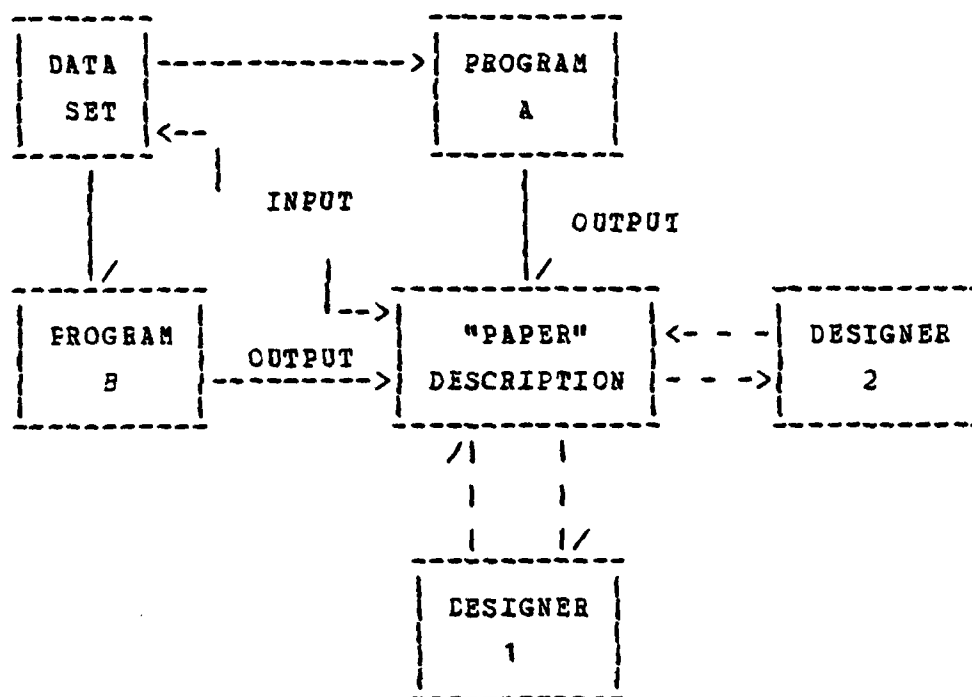 DATA
SET
PROGRAM
A
INPUT
OUTPUT
PROGRAM
B
OUTPUT
"PAPER"
DESCRIPTION
DESIGNER
2
DESIGNER
1